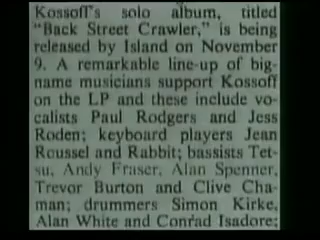 Kossoff's solo album, titled
"Back Street Crawler," is being
released by Island on November
9. A remarkable line-up of big-
name musicians support Kossoff
on the LP and these include vo-
calists Paul Rodgers and Jess
Roden; keyboard players Jean
Roussel and Rabbit; bassists Tet-
su, Andy Fraser, Alan Spenner,
Trevor Burton and Clive Cha-
man; drummers Simon Kirke,
Alan White and Conrad Isadore;